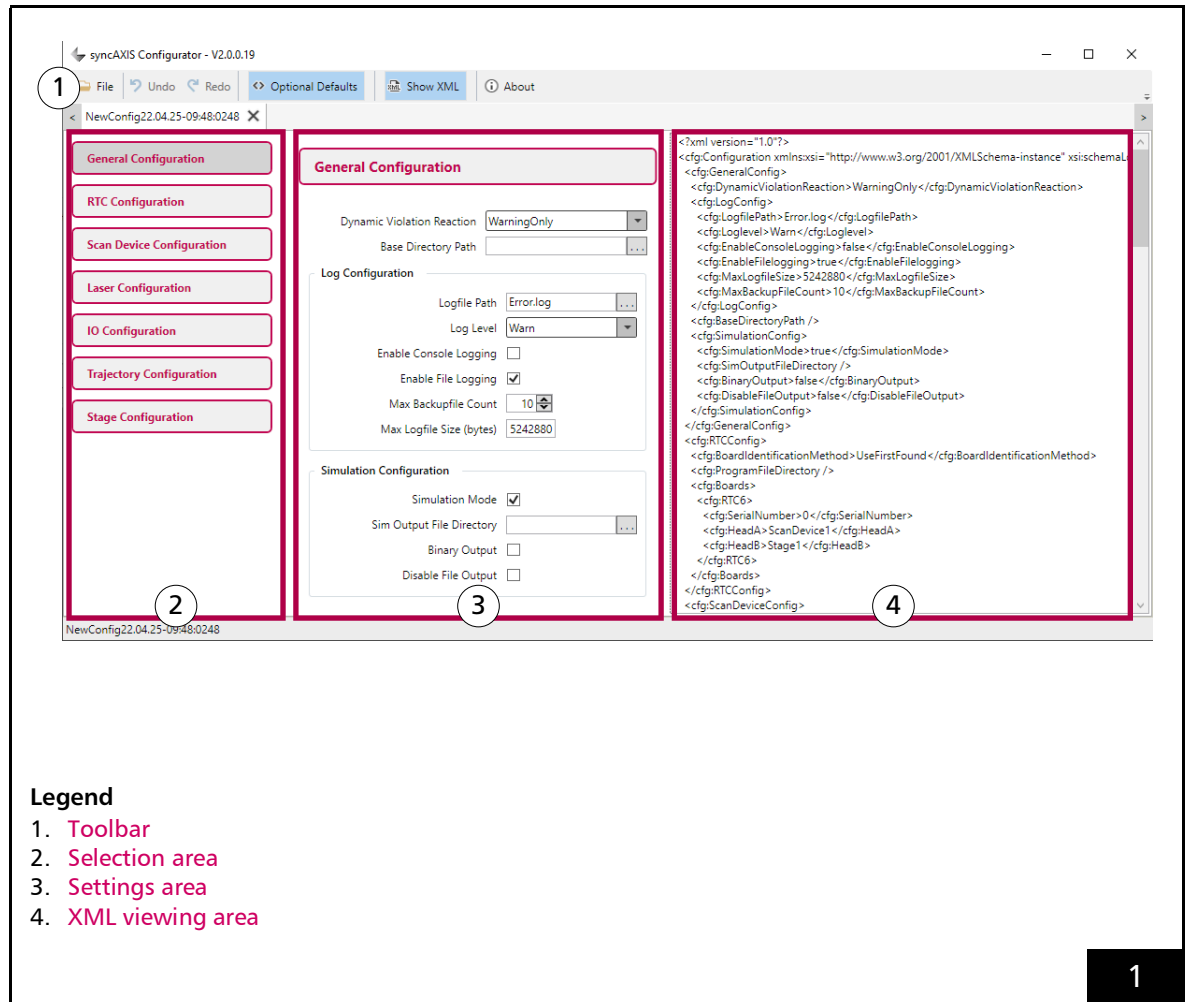 syncAXIS Configurator - V2.0.0.19
1
File Undo Redo Optional Defaults Show XML About
< NewConfig22.04.25-09:48:0248 >
General Configuration
RTC Configuration
Scan Device Configuration
Laser Configuration
IO Configuration
Trajectory Configuration
Stage Configuration
2
General Configuration
Dynamic Violation Reaction WarningOnly
Base Directory Path ...
Log Configuration
Logfile Path Error.log ...
Log Level Warn
Enable Console Logging
Enable File Logging
Max Backupfile Count 10
Max Logfile Size (bytes) 5242880
Simulation Configuration
Simulation Mode
Sim Output File Directory ...
Binary Output
Disable File Output
3
<?xml version="1.0"?>
<cfg:Configuration xmlns:xsi="http://www.w3.org/2001/XMLSchema-instance" xsi:schemaL
<cfg:GeneralConfig>
<cfg:DynamicViolationReaction>WarningOnly</cfg:DynamicViolationReaction>
<cfg:LogConfig>
<cfg:LogfilePath>Error.log</cfg:LogfilePath>
<cfg:Loglevel>Warn</cfg:Loglevel>
<cfg:EnableConsoleLogging>false</cfg:EnableConsoleLogging>
<cfg:EnableFilelogging>true</cfg:EnableFilelogging>
<cfg:MaxLogfileSize>5242880</cfg:MaxLogfileSize>
<cfg:MaxBackupFileCount>10</cfg:MaxBackupFileCount>
</cfg:LogConfig>
<cfg:BaseDirectoryPath />
<cfg:SimulationConfig>
<cfg:SimulationMode>true</cfg:SimulationMode>
<cfg:SimOutputFileDirectory />
<cfg:BinaryOutput>false</cfg:BinaryOutput>
<cfg:DisableFileOutput>false</cfg:DisableFileOutput>
</cfg:SimulationConfig>
</cfg:GeneralConfig>
<cfg:RTCConfig>
<cfg:BoardIdentificationMethod>UseFirstFound</cfg:BoardIdentificationMethod>
<cfg:ProgramFileDirectory />
<cfg:Boards>
<cfg:RTC6>
<cfg:SerialNumber>0</cfg:SerialNumber>
<cfg:HeadA>ScanDevice1</cfg:HeadA>
<cfg:HeadB>Stage1</cfg:HeadB>
</cfg:RTC6>
</cfg:Boards>
</cfg:RTCConfig>
<cfg:ScanDeviceConfig>
4
NewConfig22.04.25-09:48:0248
Legend
1. Toolbar
2. Selection area
3. Settings area
4. XML viewing area
1